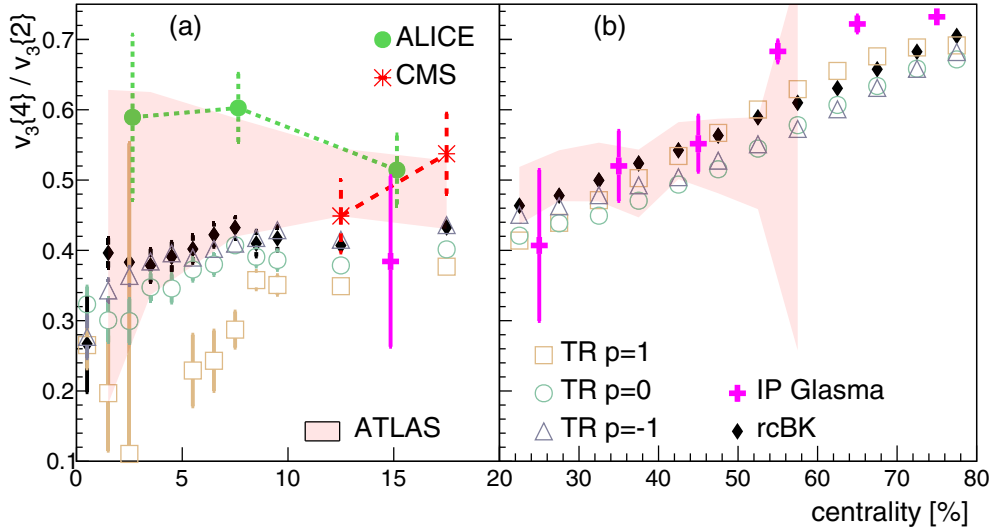 (a)
ALICE
CMS
(b)
v₃{4} / v₃{2}
0.7
0.6
0.5
0.4
0.3
0.2
0.1
ATLAS
TR p=1
TR p=0
TR p=-1
IP Glasma
rcBK
0 5 10 15 20 30 40 50 60 70 80
centrality [%]